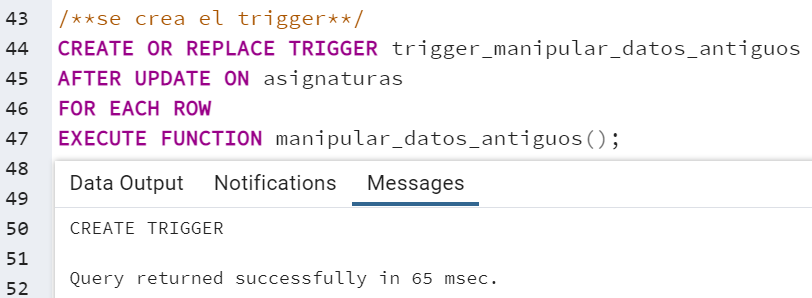 43 /**se crea el trigger**/
44 CREATE OR REPLACE TRIGGER trigger_manipular_datos_antiguos
45 AFTER UPDATE ON asignaturas
46 FOR EACH ROW
47 EXECUTE FUNCTION manipular_datos_antiguos();
48
Data Output Notifications Messages
49
50 CREATE TRIGGER
51
52 Query returned successfully in 65 msec.